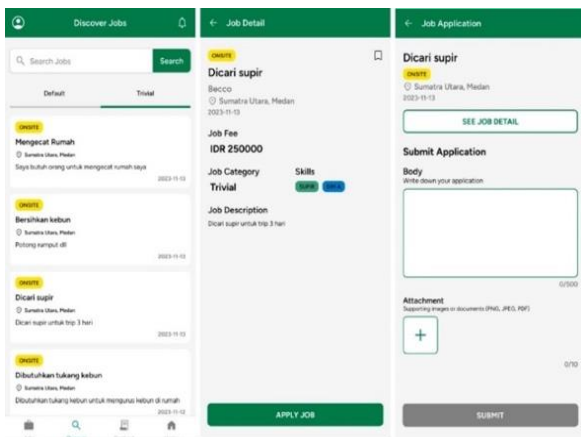 Discover Jobs
Search Jobs
Search
Default
Trivial
ONSITE
Mengecat Rumah
Sumatra Utara, Medan
Saya butuh orang untuk mengecat rumah saya
2023-11-13
ONSITE
Bersihkan kebun
Sumatra Utara, Medan
Potong rumput dll
2023-11-13
ONSITE
Dicari supir
Sumatra Utara, Medan
Dicari supir untuk trip 3 hari
2023-11-13
ONSITE
Dibutuhkan tukang kebun
Sumatra Utara, Medan
Dibutuhkan tukang kebun untuk mengurus kebun di rumah
2023-11-12
Job Detail
ONSITE
Dicari supir
Becco
Sumatra Utara, Medan
2023-11-13
Job Fee
IDR 250000
Job Category
Skills
Trivial
SUPIR
Job Description
Dicari supir untuk trip 3 hari
APPLY JOB
Job Application
Dicari supir
ONSITE
Sumatra Utara, Medan
2023-11-13
SEE JOB DETAIL
Submit Application
Body
Write down your application
0/500
Attachment
Supporting images or documents (PNG, JPEG, PDF)
0/10
SUBMIT